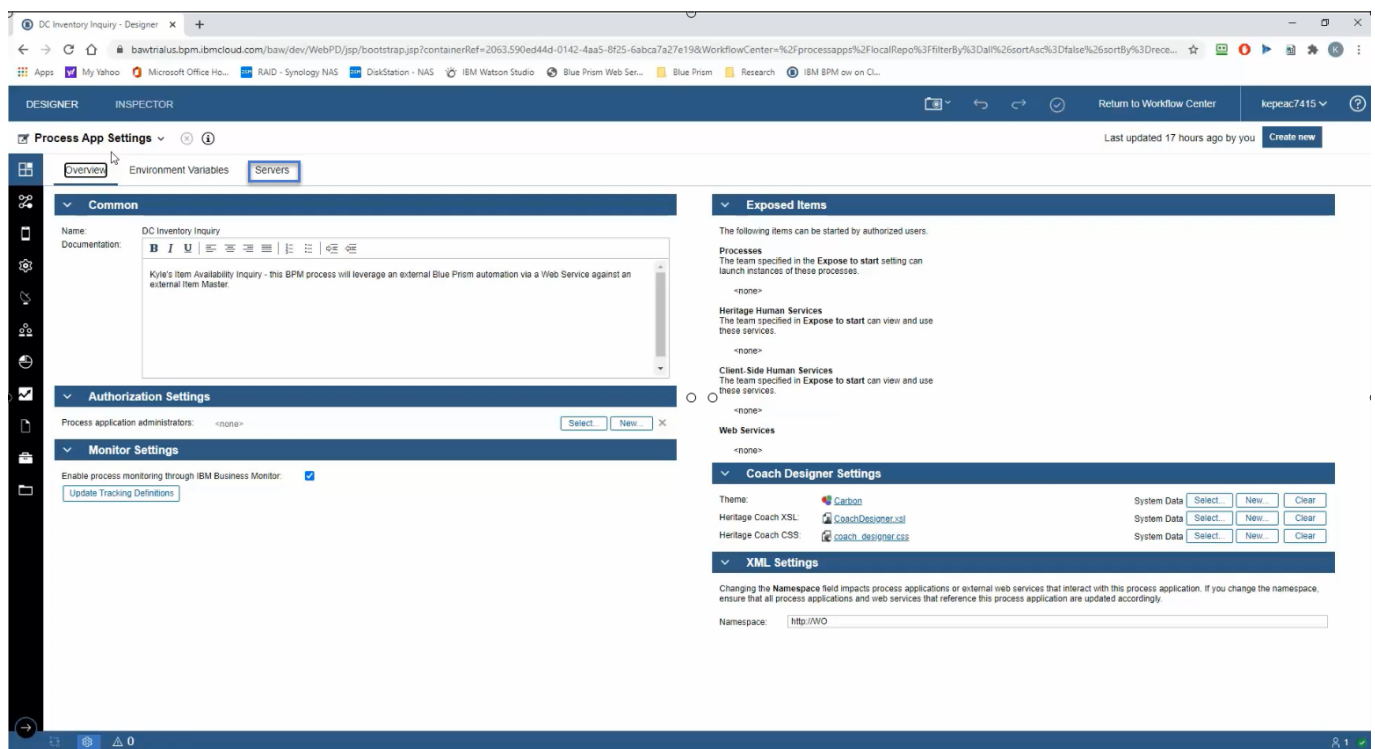 DC Inventory Inquiry - Designer
bawtrialus.bpm.ibmcloud.com/baw/dev/WebPD/jsp/bootstrap.jsp?containerRef=2063.590ed44d-0142-4aa5-8f25-6abca7a27e19&WorkflowCenter=%2Fprocessapps%2FlocalRepo%3FfilterBy%3Dall%26sortAsc%3Dfalse%26sortBy%3Drece...
Apps My Yahoo Microsoft Office Ho... RAID - Synology NAS DiskStation - NAS IBM Watson Studio Blue Prism Web Ser... Blue Prism Research IBM BPM ow on Cl...
DESIGNER INSPECTOR Return to Workflow Center kepeac7415
Process App Settings Last updated 17 hours ago by you Create new
Overview Environment Variables Servers
Common
Name: DC Inventory Inquiry
Documentation:
B I U
Kyle's Item Availability Inquiry - this BPM process will leverage an external Blue Prism automation via a Web Service against an
external Item Master.
Authorization Settings
Process application administrators: <none> Select... New...
Monitor Settings
Enable process monitoring through IBM Business Monitor:
Update Tracking Definitions
Exposed Items
The following items can be started by authorized users.
Processes
The team specified in the Expose to start setting can
launch instances of these processes.
<none>
Heritage Human Services
The team specified in Expose to start can view and use
these services.
<none>
Client-Side Human Services
The team specified in Expose to start can view and use
these services.
<none>
Web Services
<none>
Coach Designer Settings
Theme: Carbon System Data Select... New... Clear
Heritage Coach XSL: CoachDesigner.xsl System Data Select... New... Clear
Heritage Coach CSS: coach_designer.css System Data Select... New... Clear
XML Settings
Changing the Namespace field impacts process applications or external web services that interact with this process application. If you change the namespace,
ensure that all process applications and web services that reference this process application are updated accordingly.
Namespace: http://WO
0
1